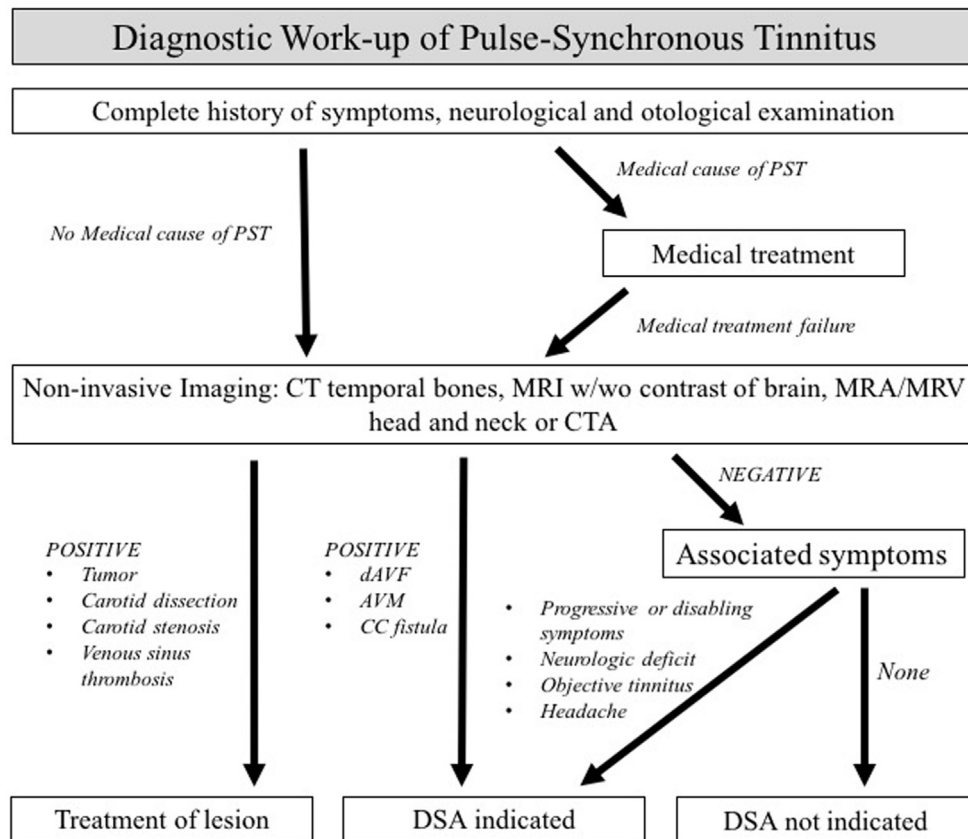 Diagnostic Work-up of Pulse-Synchronous Tinnitus
Complete history of symptoms, neurological and otological examination
Medical cause of PST
No Medical cause of PST
Medical treatment
Medical treatment failure
Non-invasive Imaging: CT temporal bones, MRI w/wo contrast of brain, MRA/MRV
head and neck or CTA
NEGATIVE
POSITIVE
• Tumor
• Carotid dissection
• Carotid stenosis
• Venous sinus
thrombosis
POSITIVE
• dAVF
• AVM
• CC fistula
Associated symptoms
• Progressive or disabling
symptoms
• Neurologic deficit
• Objective tinnitus
• Headache
None
Treatment of lesion
DSA indicated
DSA not indicated